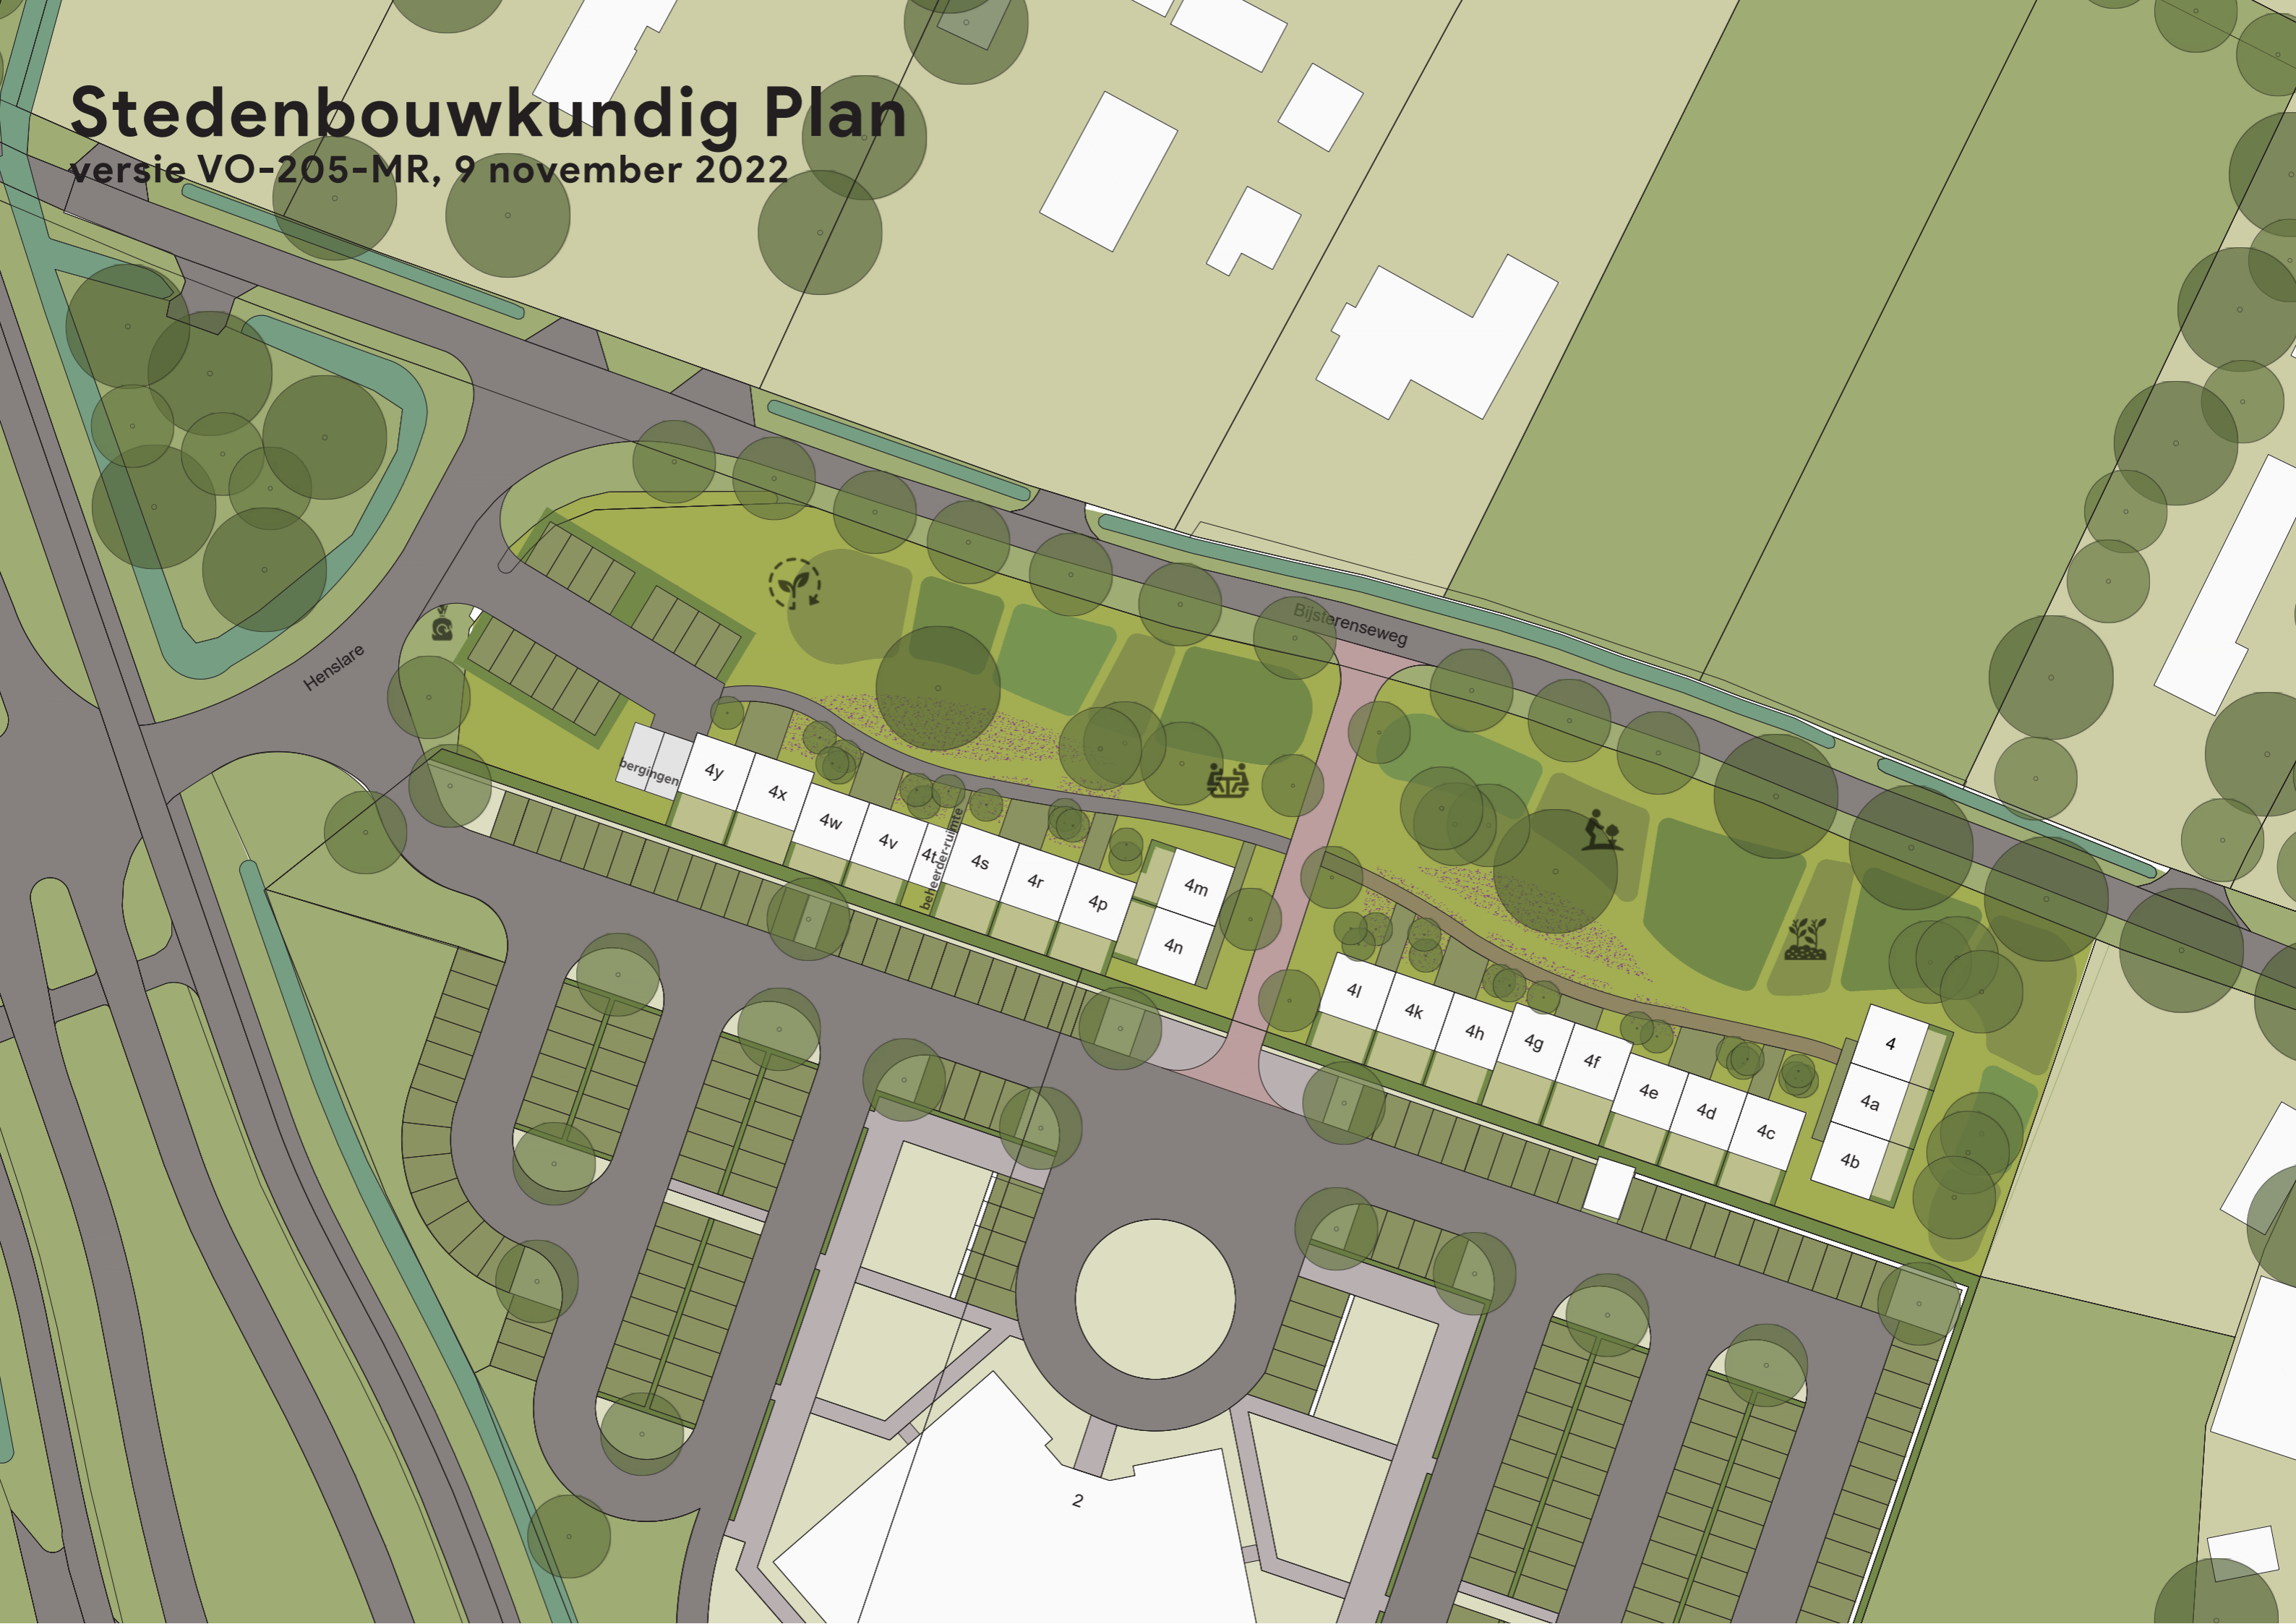 Stedenbouwkundig Plan
versie VO-205-MR, 9 november 2022
Bijsterenseweg
Henslare
bergingen
4y
4x
4w
4v
4t
beheerder-ruimte
4s
4r
4p
4m
4n
4l
4k
4h
4g
4f
4e
4d
4c
4
4a
4b
2